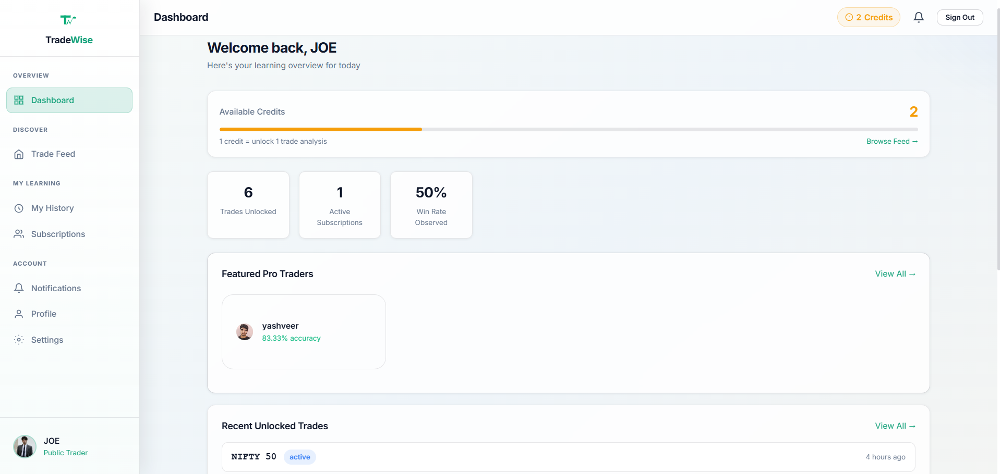 TradeWise
OVERVIEW
Dashboard
DISCOVER
Trade Feed
MY LEARNING
My History
Subscriptions
ACCOUNT
Notifications
Profile
Settings
JOE
Public Trader
Dashboard
2 Credits
Sign Out
Welcome back, JOE
Here's your learning overview for today
Available Credits
2
1 credit = unlock 1 trade analysis
Browse Feed →
6
Trades Unlocked
1
Active
Subscriptions
50%
Win Rate
Observed
Featured Pro Traders
View All →
yashveer
83.33% accuracy
Recent Unlocked Trades
View All →
NIFTY 50
active
4 hours ago